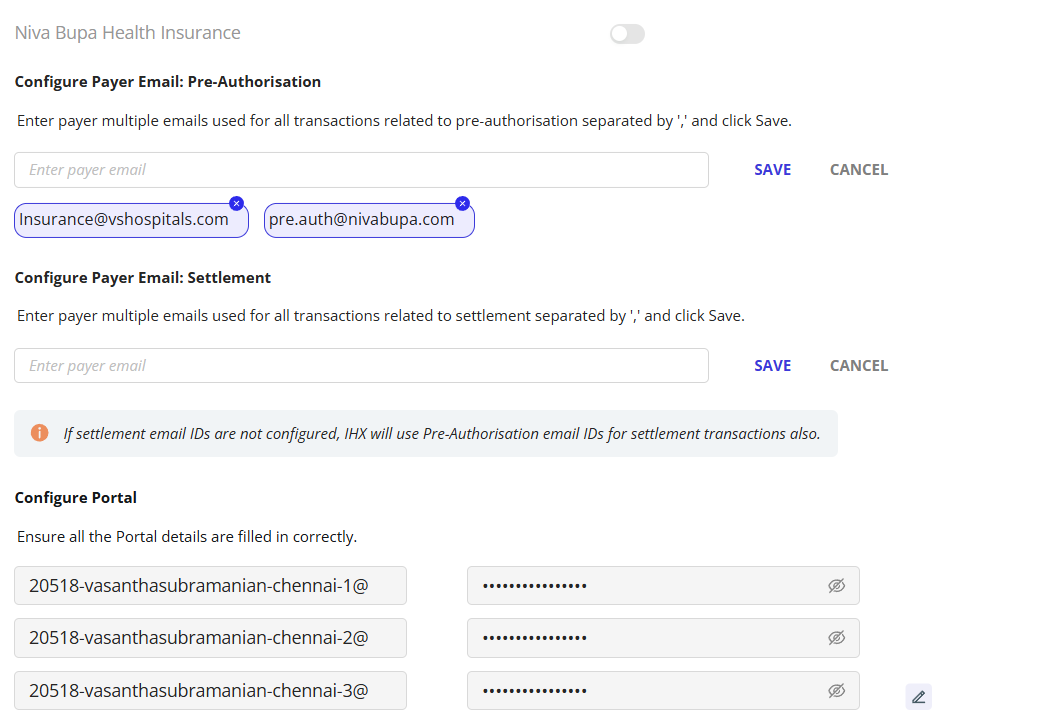 Niva Bupa Health Insurance
Configure Payer Email: Pre-Authorisation
Enter payer multiple emails used for all transactions related to pre-authorisation separated by ',' and click Save.
Enter payer email SAVE CANCEL
Insurance@vshospitals.com pre.auth@nivabupa.com
Configure Payer Email: Settlement
Enter payer multiple emails used for all transactions related to settlement separated by ',' and click Save.
Enter payer email SAVE CANCEL
If settlement email IDs are not configured, IHX will use Pre-Authorisation email IDs for settlement transactions also.
Configure Portal
Ensure all the Portal details are filled in correctly.
20518-vasanthasubramanian-chennai-1@ ••••••••••••••••
20518-vasanthasubramanian-chennai-2@ ••••••••••••••••
20518-vasanthasubramanian-chennai-3@ ••••••••••••••••